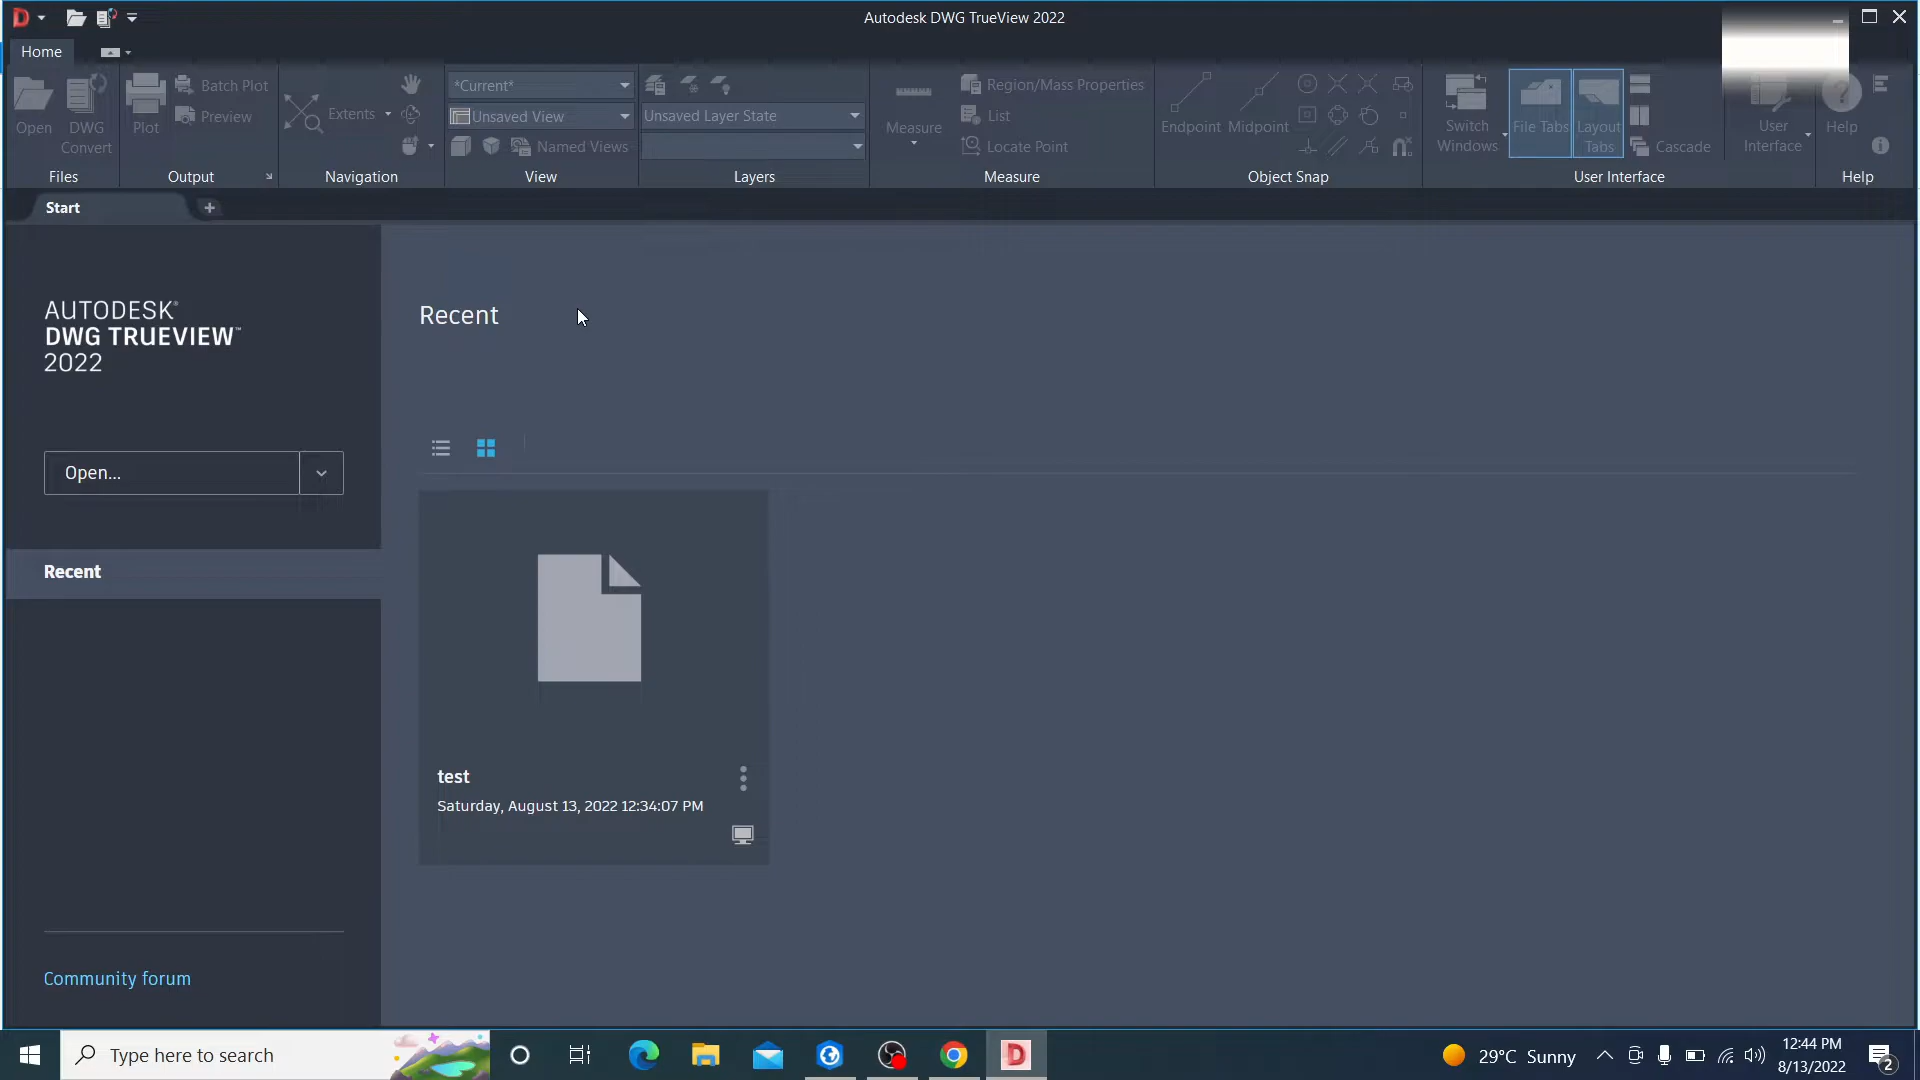 Autodesk DWG TrueView 2022
Home
Open
DWG
Convert
Files
Plot
Batch Plot
Preview
Output
Extents
Navigation
*Current*
Unsaved View
Named Views
View
Unsaved Layer State
Layers
Measure
Region/Mass Properties
List
Locate Point
Measure
Endpoint
Midpoint
Object Snap
Switch
Windows
File Tabs
Layout
Tabs
Cascade
User Interface
User
Interface
Help
Help
Start
AUTODESK®
DWG TRUEVIEW™
2022
Open...
Recent
Community forum
Recent
test
Saturday, August 13, 2022 12:34:07 PM
Type here to search
29°C Sunny
12:44 PM
8/13/2022
2